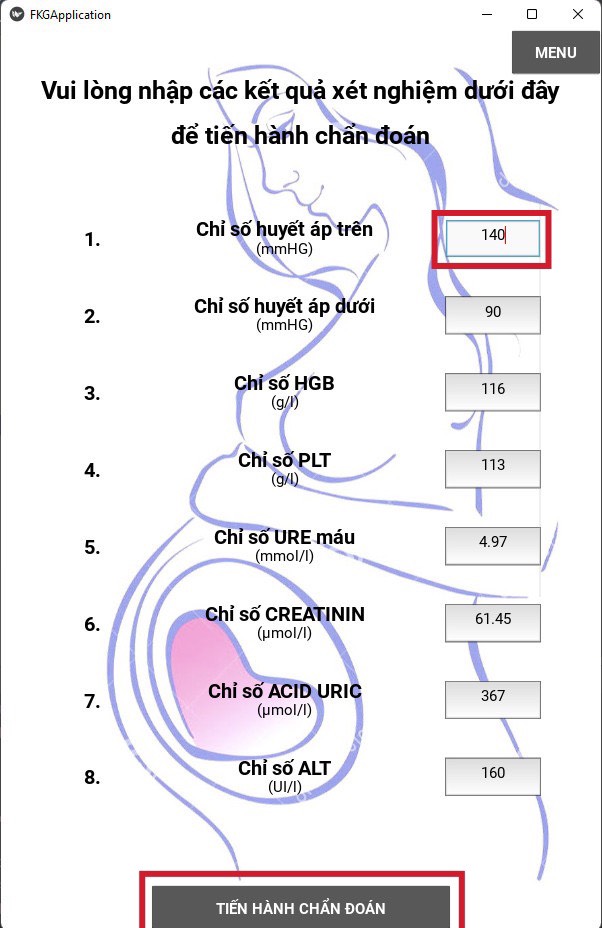 FKGApplication
MENU
Vui lòng nhập các kết quả xét nghiệm dưới đây
để tiến hành chẩn đoán
1. Chỉ số huyết áp trên 140
(mmHG)
2. Chỉ số huyết áp dưới 90
(mmHG)
3. Chỉ số HGB 116
(g/l)
4. Chỉ số PLT 113
(g/l)
5. Chỉ số URE máu 4.97
(mmol/l)
6. Chỉ số CREATININ 61.45
(µmol/l)
7. Chỉ số ACID URIC 367
(µmol/l)
8. Chỉ số ALT 160
(UI/l)
TIẾN HÀNH CHẨN ĐOÁN